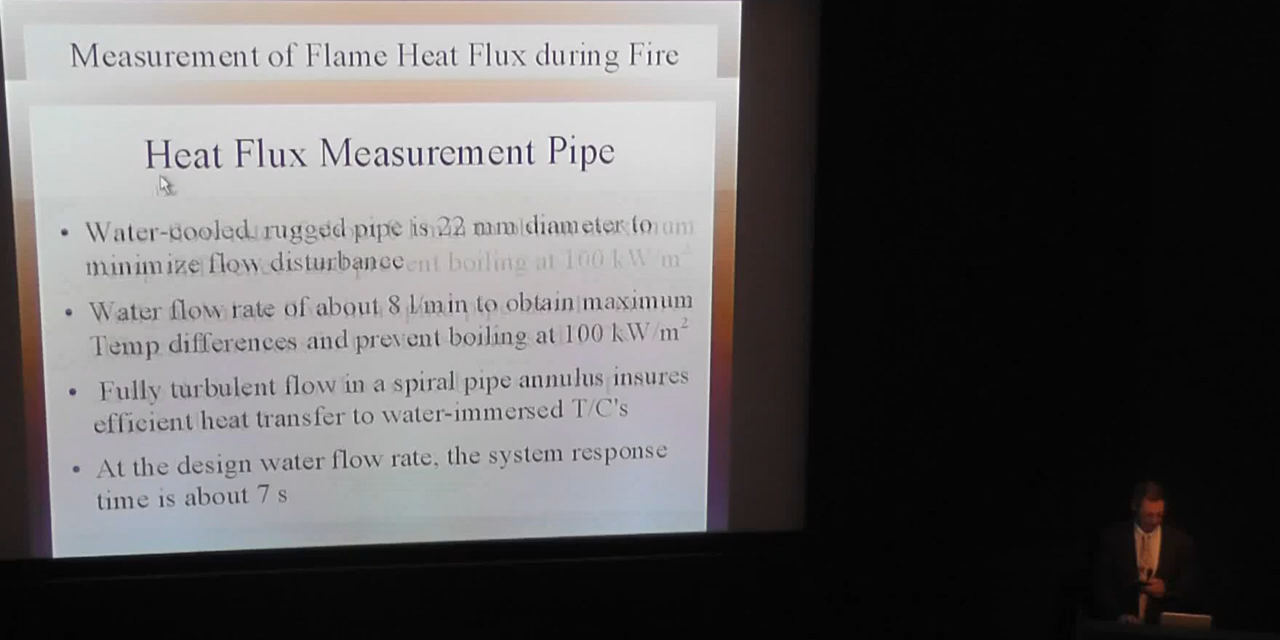 Measurement of Flame Heat Flux during Fire
Heat Flux Measurement Pipe
• Water-cooled, rugged pipe is 22 mm diameter to
minimize flow disturbance
• Water flow rate of about 8 l/min to obtain maximum
Temp differences and prevent boiling at 100 kW/m²
• Fully turbulent flow in a spiral pipe annulus insures
efficient heat transfer to water-immersed T/C's
• At the design water flow rate, the system response
time is about 7 s